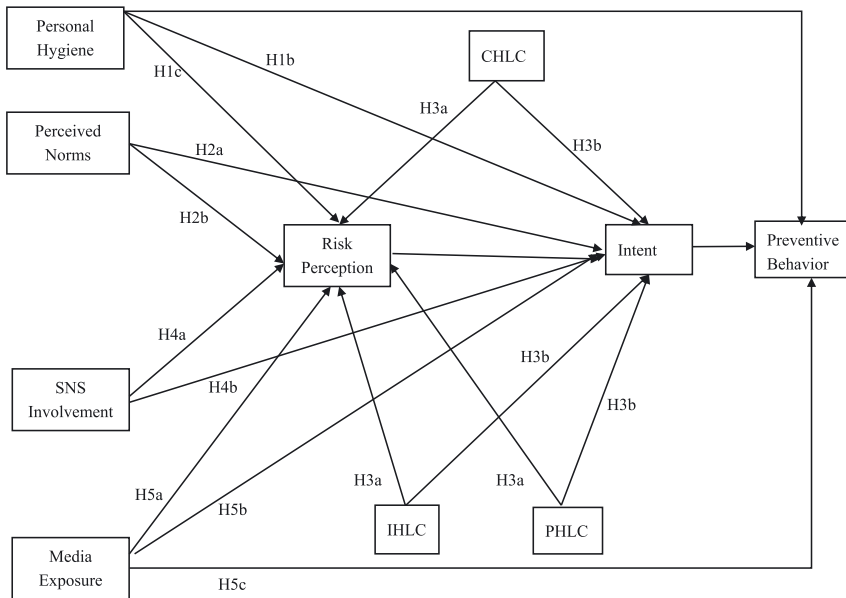 Personal
Hygiene
H1c
H1b
CHLC
H3a
H3b
Perceived
Norms
H2a
H2b
Risk
Perception
Intent
Preventive
Behavior
H4a
SNS
Involvement
H4b
H3b
H3b
H5a
H5b
H3a
H3a
IHLC
PHLC
Media
Exposure
H5c